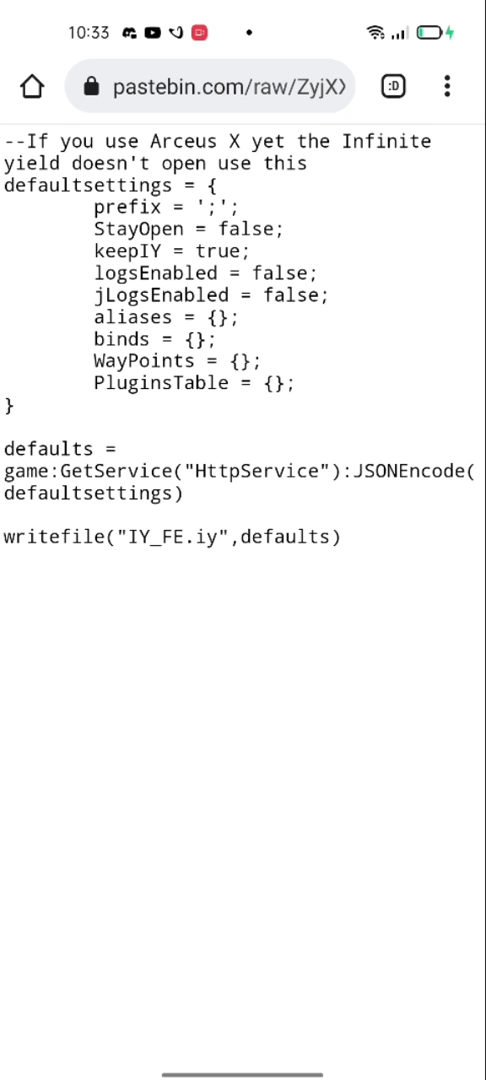 10:33
pastebin.com/raw/ZyjX
:D
--If you use Arceus X yet the Infinite
yield doesn't open use this
defaultsettings = {
        prefix = ';';
        StayOpen = false;
        keepIY = true;
        logsEnabled = false;
        jLogsEnabled = false;
        aliases = {};
        binds = {};
        WayPoints = {};
        PluginsTable = {};
}

defaults =
game:GetService("HttpService"):JSONEncode(
defaultsettings)

writefile("IY_FE.iy",defaults)